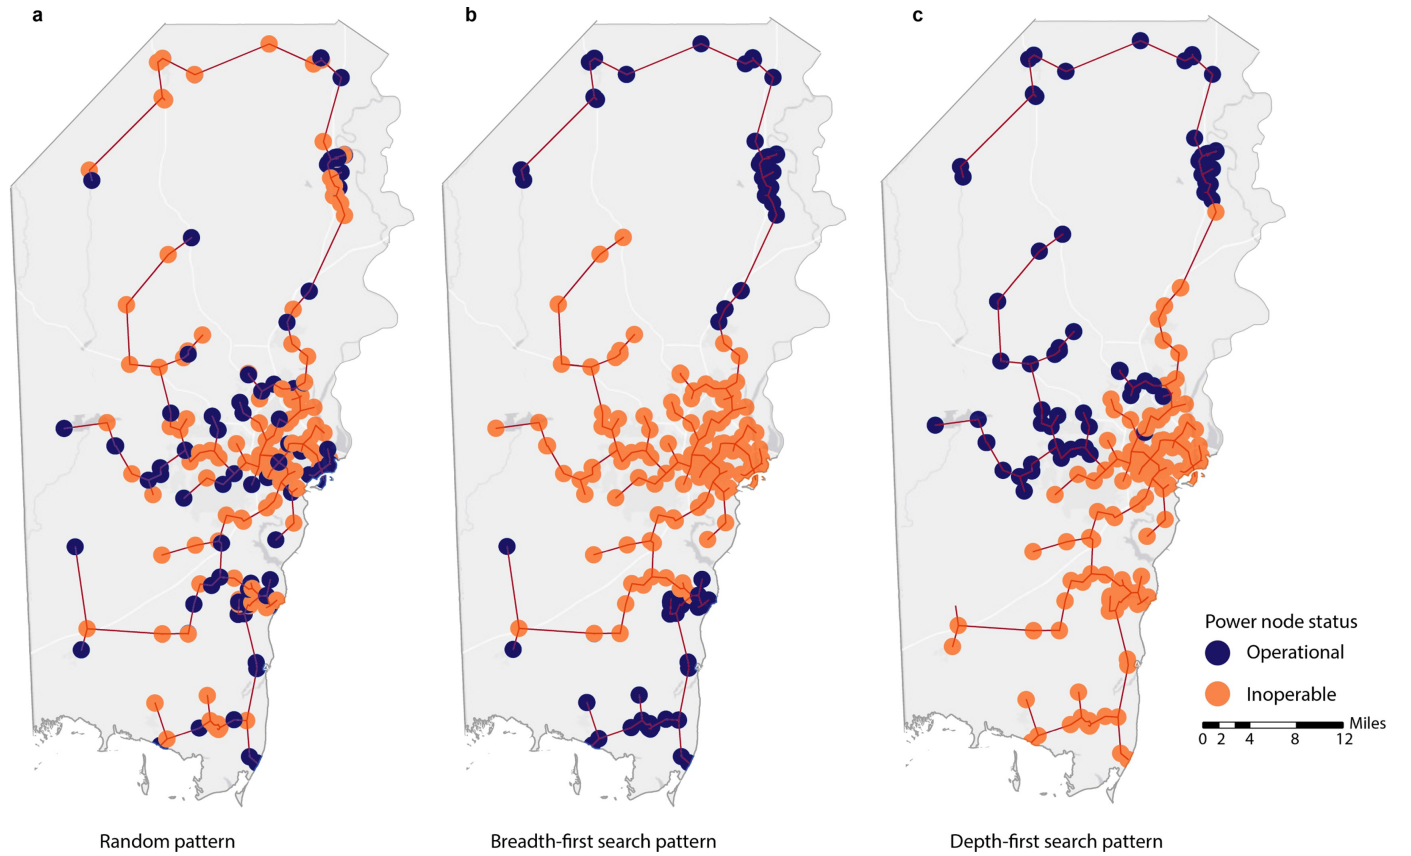 a
b
c
Power node status
Operational
Inoperable
Miles
0 2 4 8 12
Random pattern
Breadth-first search pattern
Depth-first search pattern